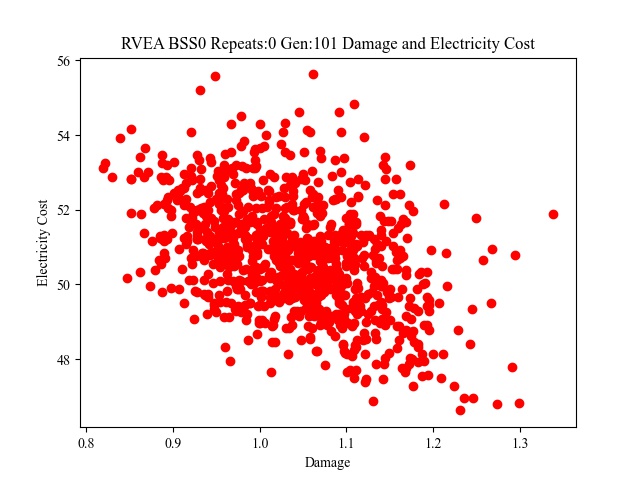 RVEA BSS0 Repeats:0 Gen:101 Damage and Electricity Cost
56
54
52
50
48
Electricity Cost
0.8 0.9 1.0 1.1 1.2 1.3
Damage